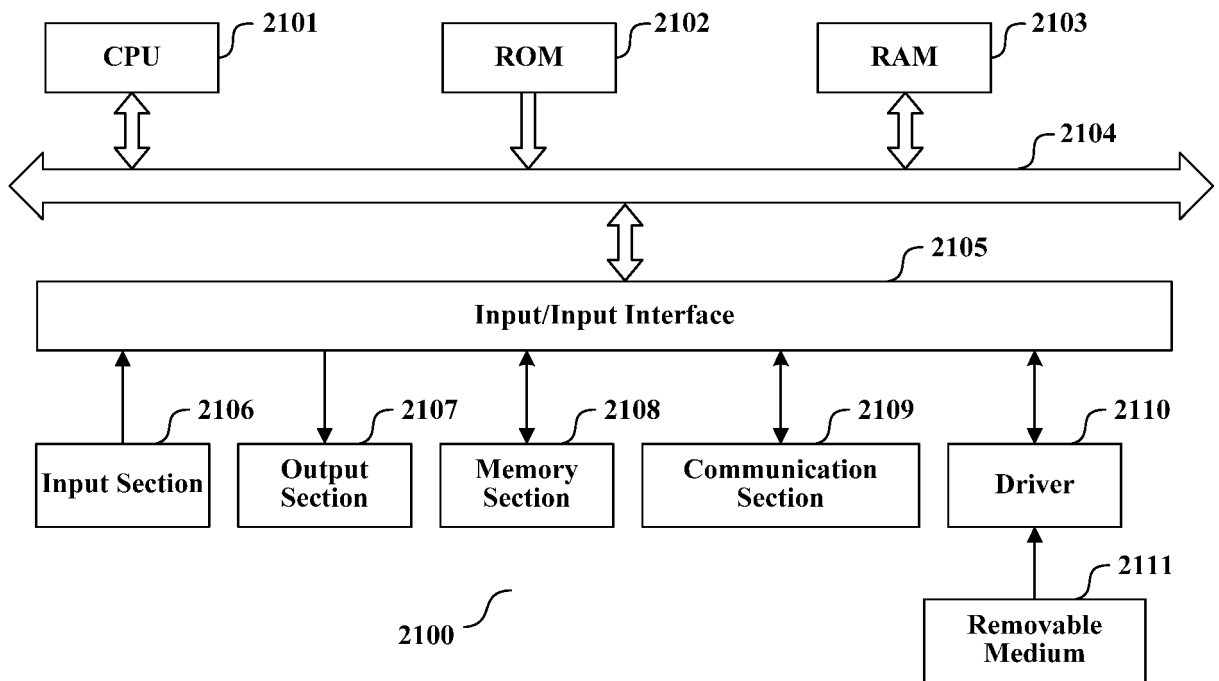 2101
2102
2103
CPU
ROM
RAM
2104
2105
Input/Input Interface
2106
2107
2108
2109
2110
Input Section
Output
Section
Memory
Section
Communication
Section
Driver
2111
2100
Removable
Medium